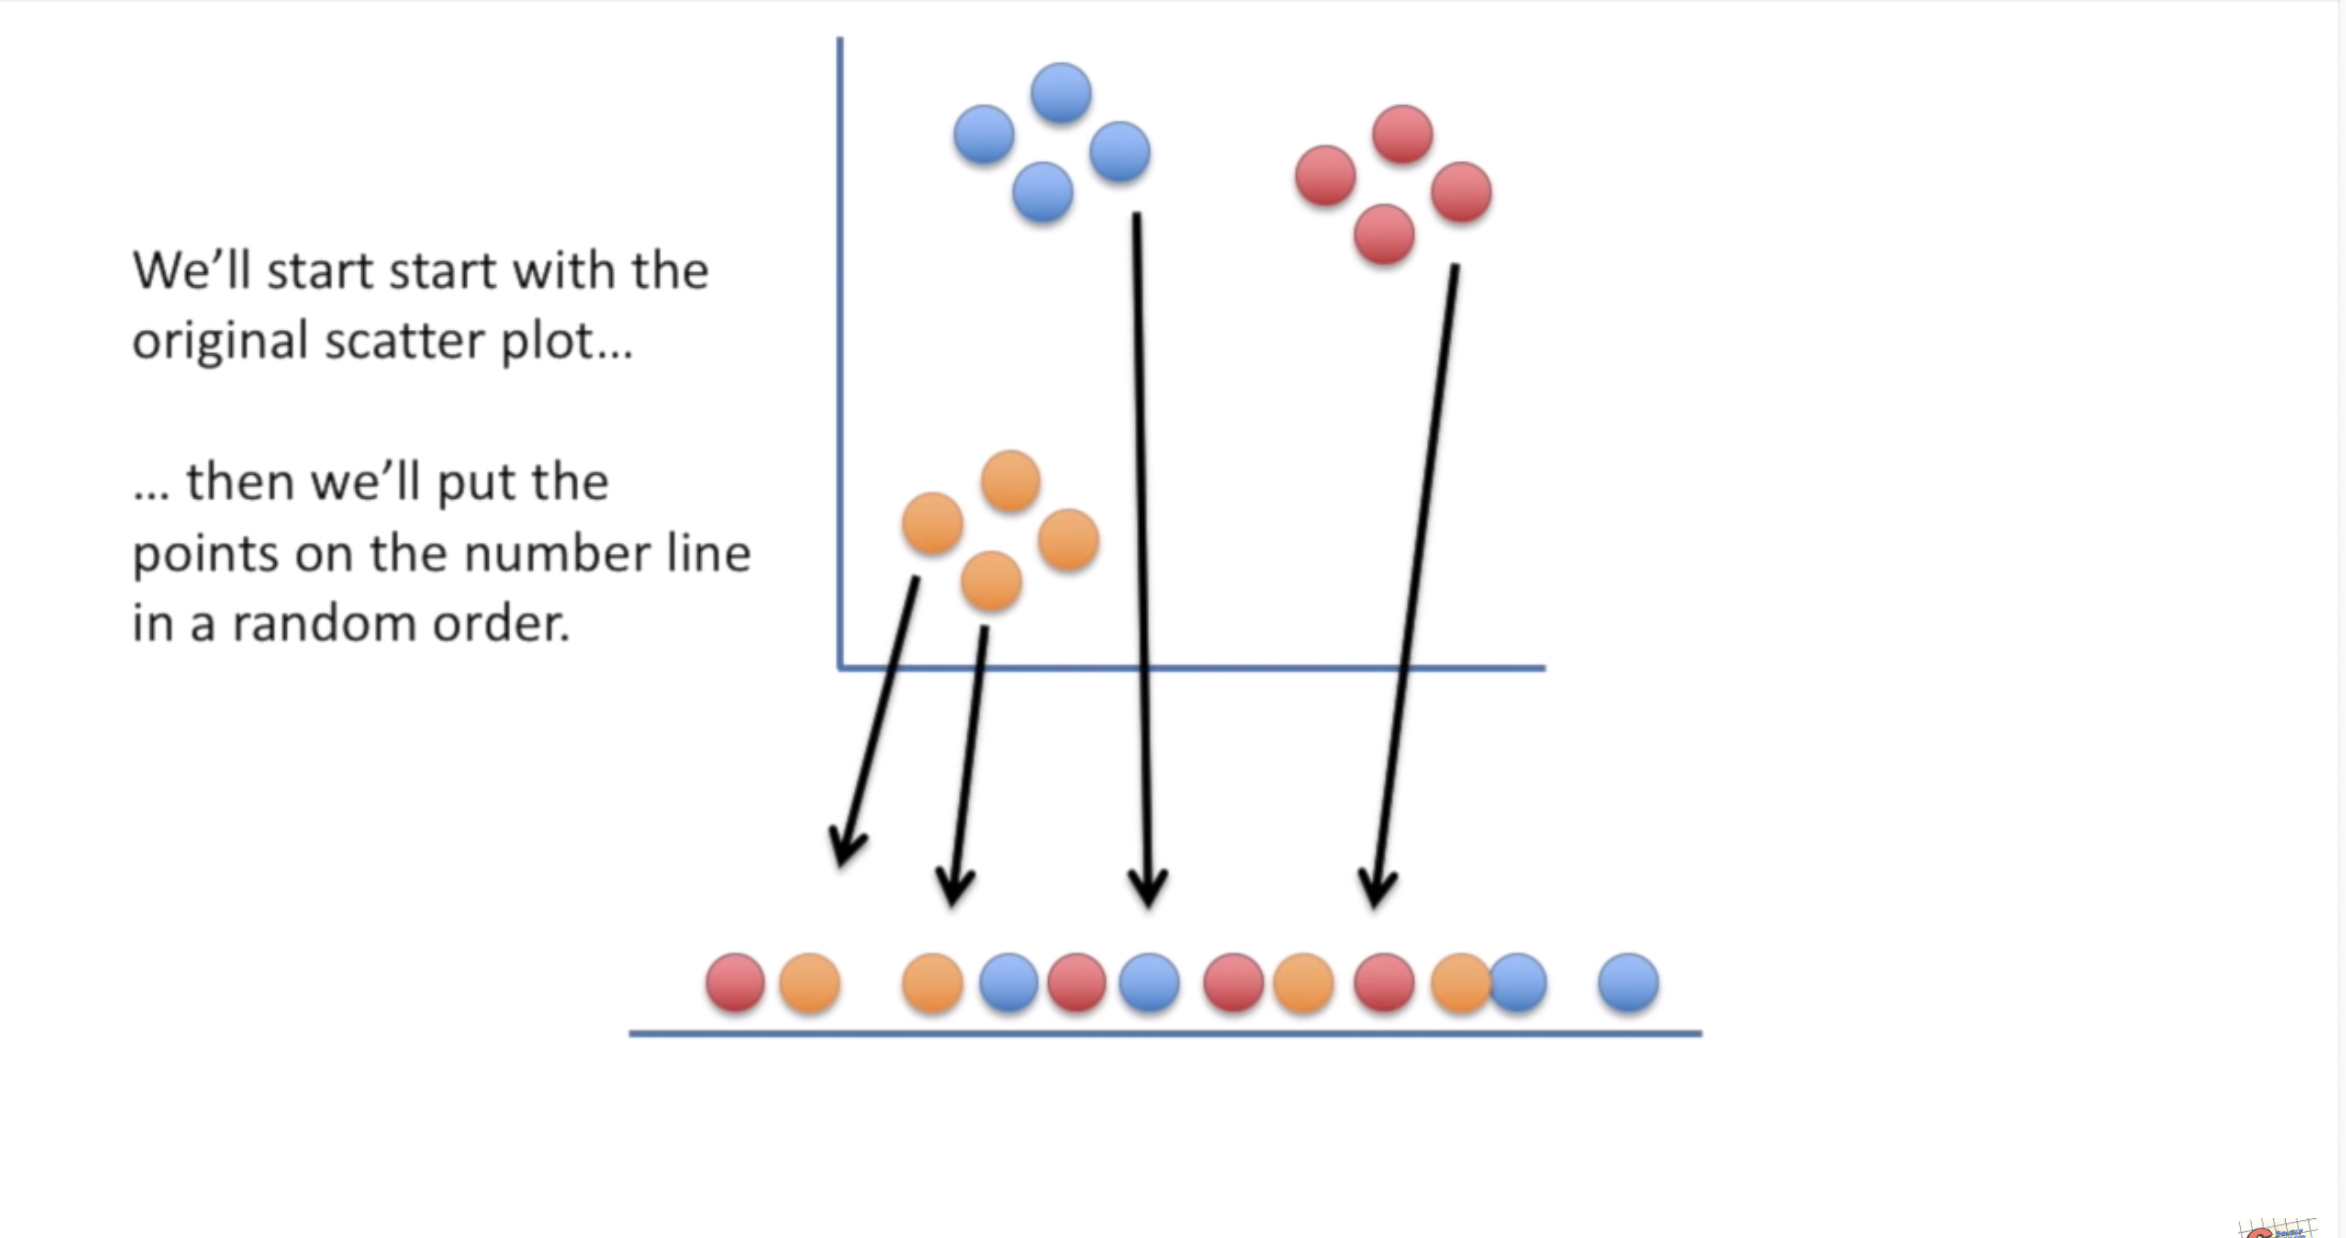 We’ll start start with the
original scatter plot...
... then we’ll put the
points on the number line
in a random order.